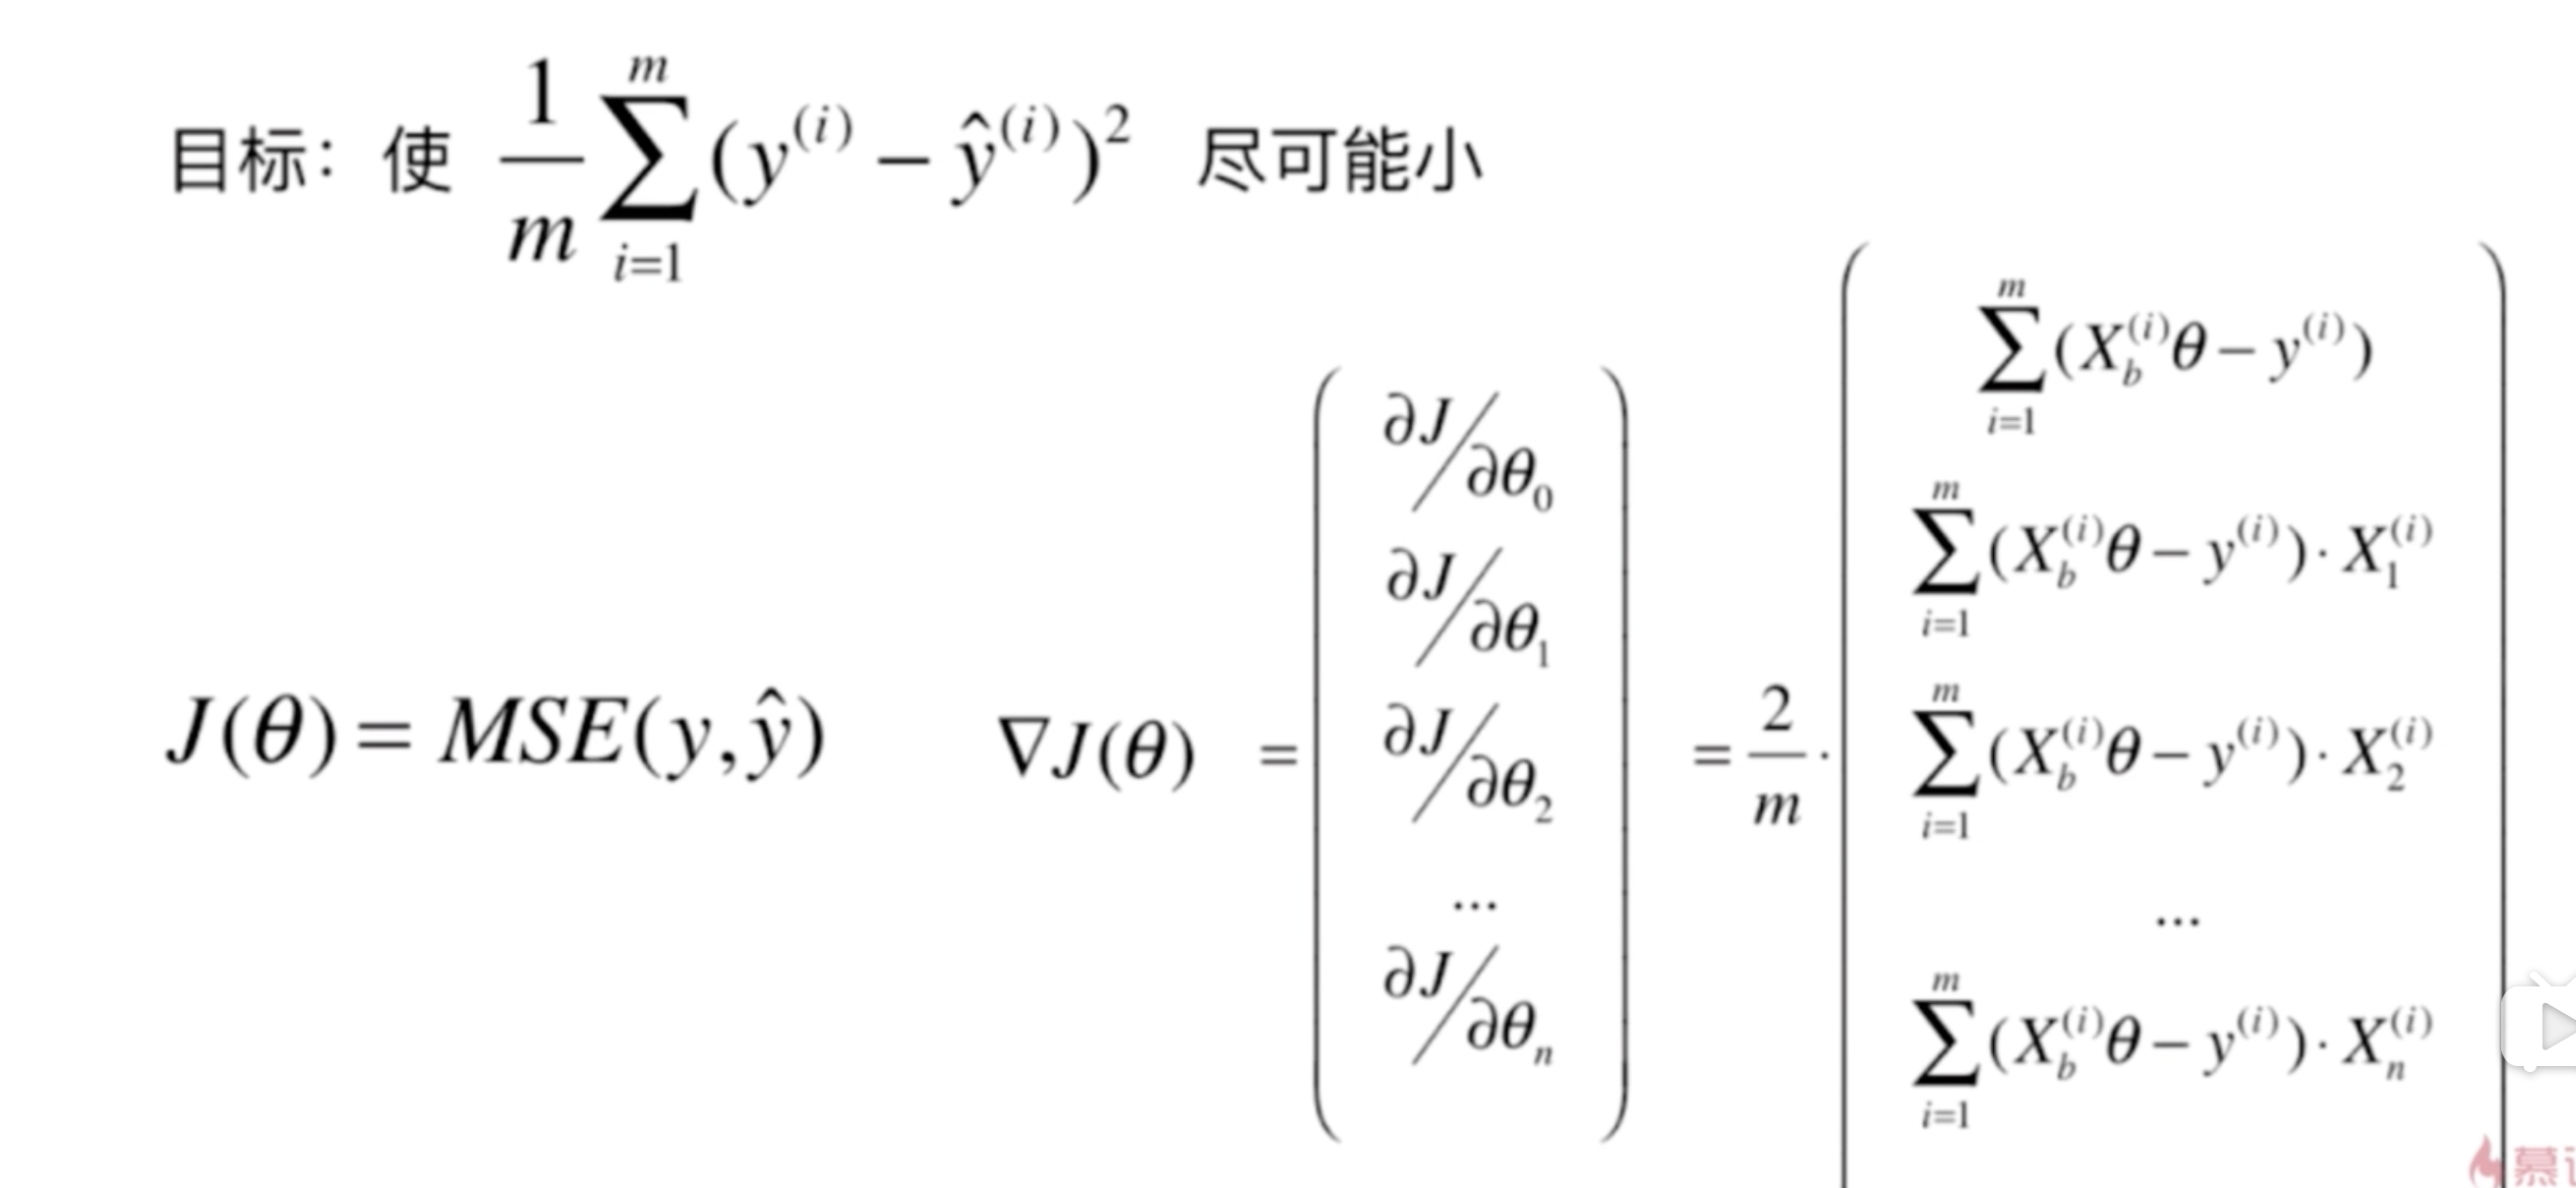 目标：使 $\frac{1}{m}\sum_{i=1}^{m}(y^{(i)} - \hat{y}^{(i)})^2$ 尽可能小
$J(\theta) = MSE(y, \hat{y})$
$\nabla J(\theta) = \begin{pmatrix} \partial J / \partial \theta_0 \\ \partial J / \partial \theta_1 \\ \partial J / \partial \theta_2 \\ \cdots \\ \partial J / \partial \theta_n \end{pmatrix} = \frac{2}{m} \cdot \begin{pmatrix} \sum_{i=1}^{m}(X_b^{(i)}\theta - y^{(i)}) \\ \sum_{i=1}^{m}(X_b^{(i)}\theta - y^{(i)}) \cdot X_1^{(i)} \\ \sum_{i=1}^{m}(X_b^{(i)}\theta - y^{(i)}) \cdot X_2^{(i)} \\ \cdots \\ \sum_{i=1}^{m}(X_b^{(i)}\theta - y^{(i)}) \cdot X_n^{(i)} \end{pmatrix}$
慕